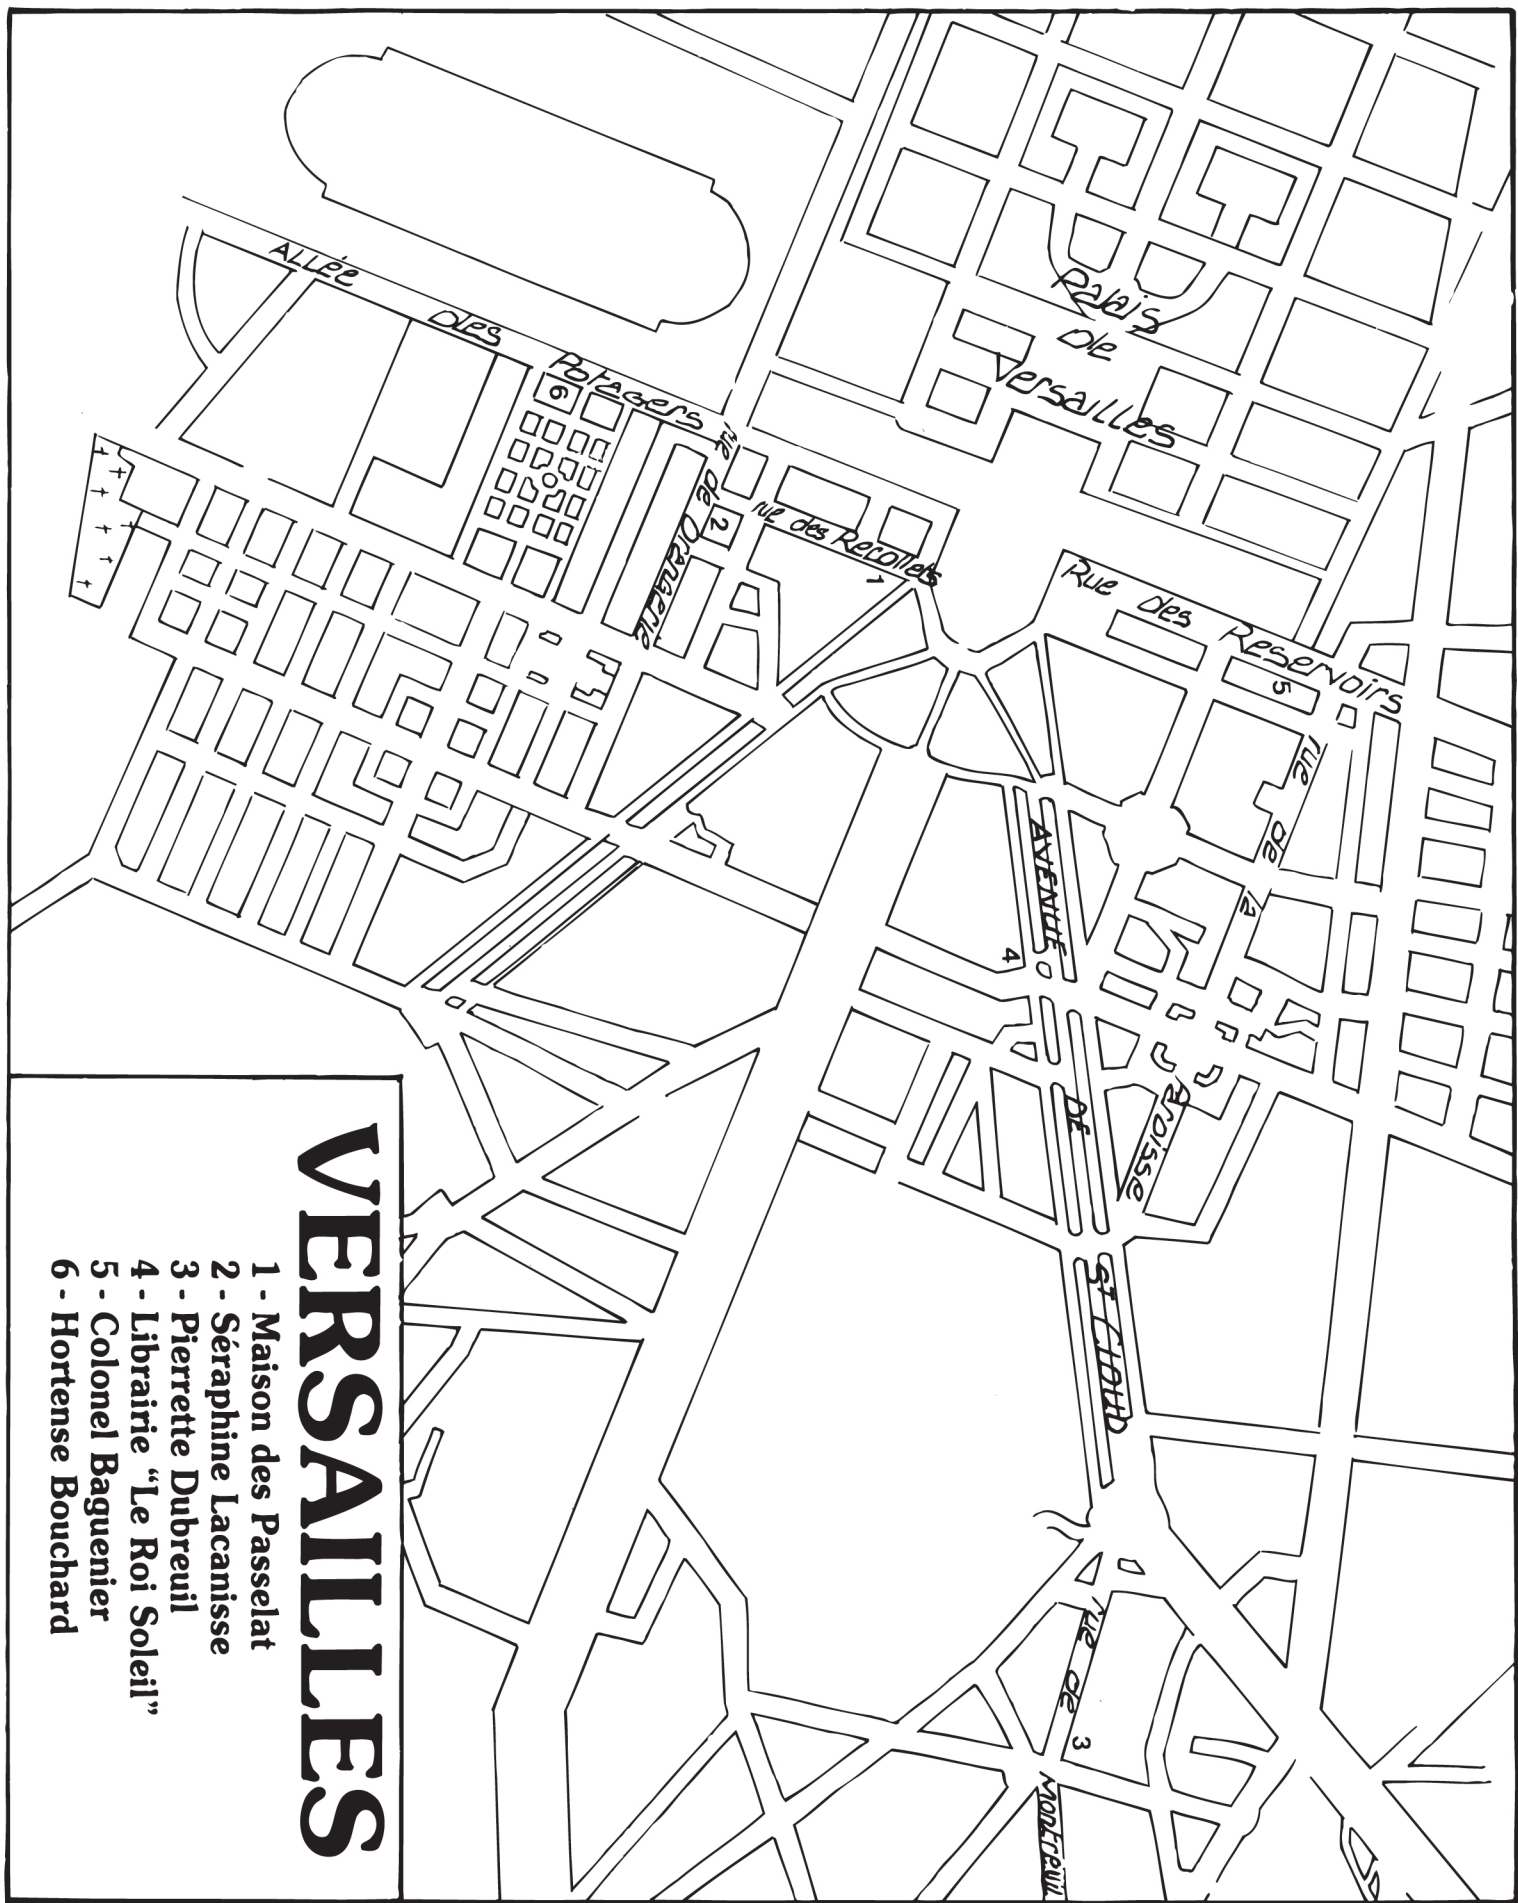 Palais
de
Versailles
Rue des Reservoirs
5
rue de la Paroisse
AVENUE DE ST CLOUD
4
rue de Montreuil
3
rue des Recollets
1
rue de Orangerie
2
ALLÉE des Potagers
6
VERSAILLES
1 - Maison des Passelat
2 - Séraphine Lacanisse
3 - Pierrette Dubreuil
4 - Librairie “Le Roi Soleil”
5 - Colonel Baguenier
6 - Hortense Bouchard